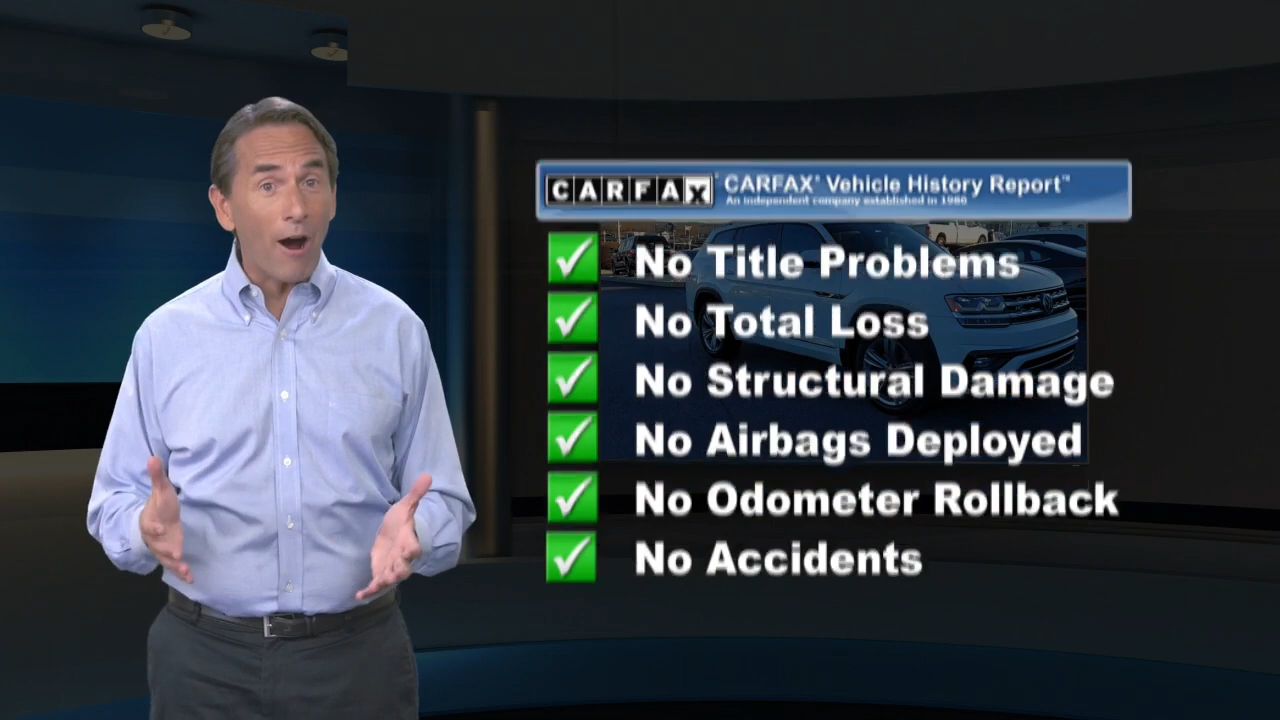 CARFAX CARFAX® Vehicle History Report™
An independent company established in 1986
No Title Problems
No Total Loss
No Structural Damage
No Airbags Deployed
No Odometer Rollback
No Accidents